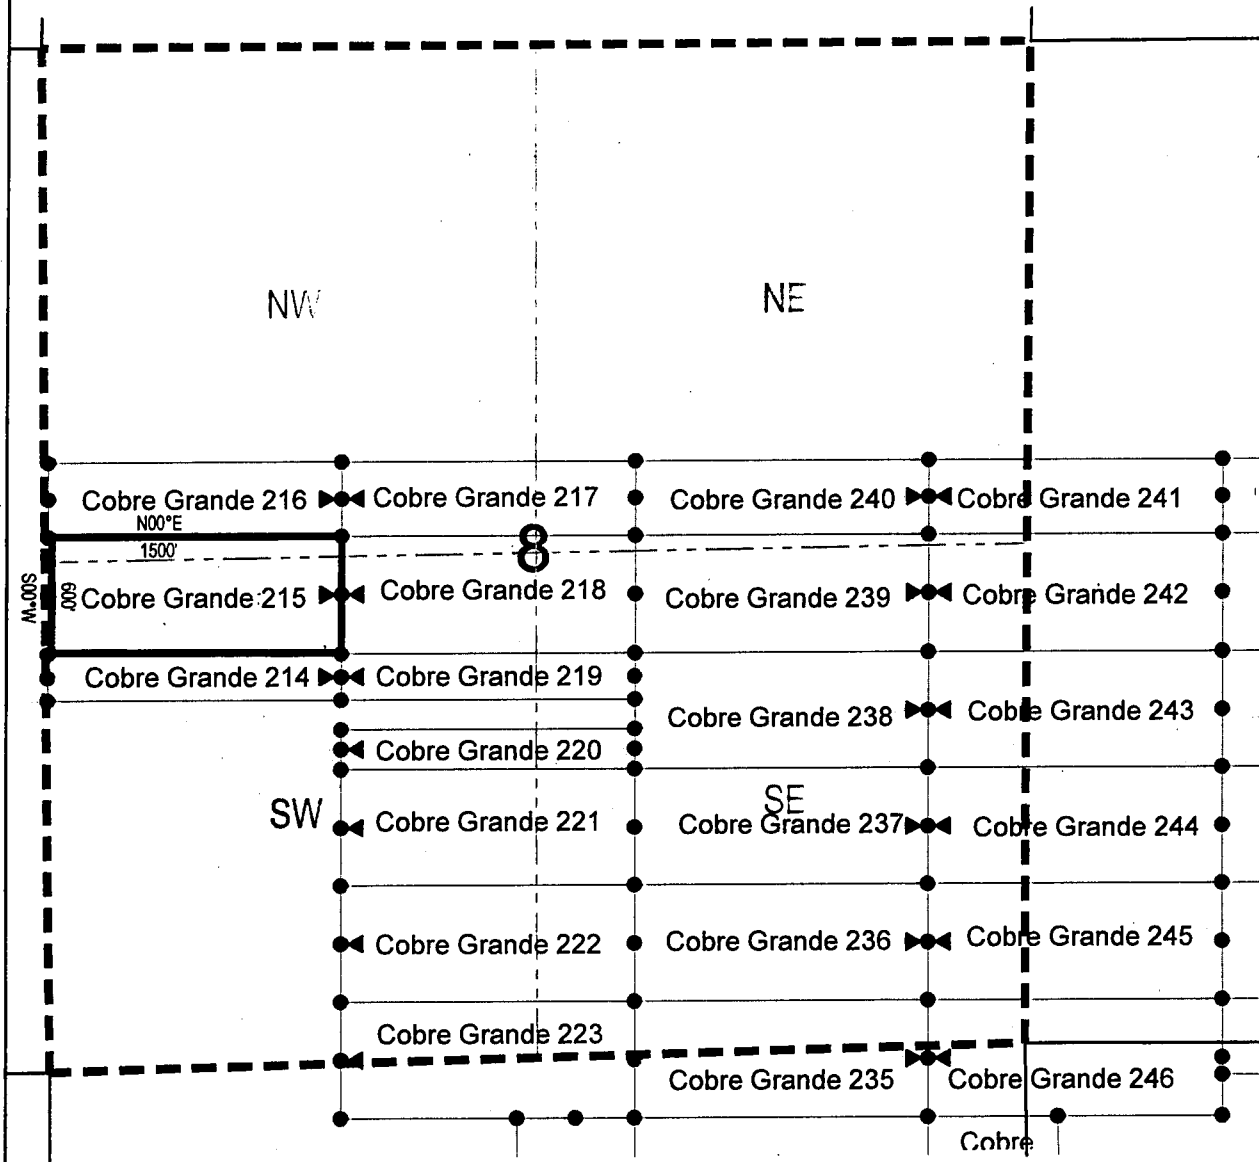 NW
NE
Cobre Grande 216
Cobre Grande 217
Cobre Grande 240
Cobre Grande 241
N00°E
1500'
8
S00°W
600'
Cobre Grande 215
Cobre Grande 218
Cobre Grande 239
Cobre Grande 242
Cobre Grande 214
Cobre Grande 219
Cobre Grande 238
Cobre Grande 243
Cobre Grande 220
SW
SE
Cobre Grande 221
Cobre Grande 237
Cobre Grande 244
Cobre Grande 222
Cobre Grande 236
Cobre Grande 245
Cobre Grande 223
Cobre Grande 235
Cobre Grande 246
Cobre